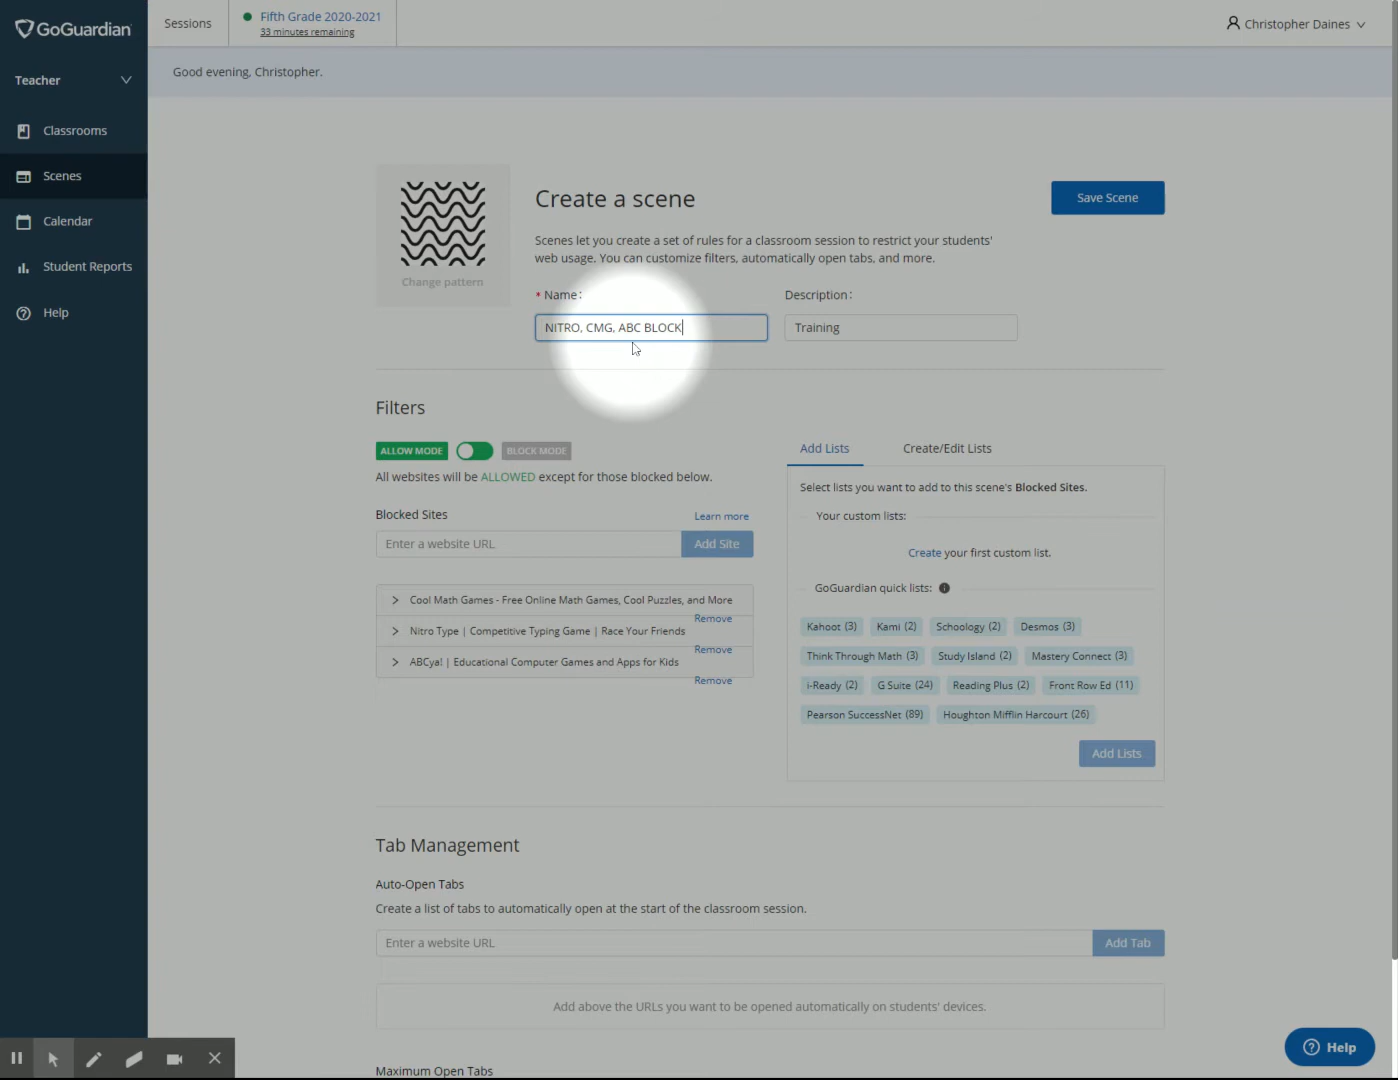 GoGuardian
Sessions
Fifth Grade 2020-2021
33 minutes remaining
Christopher Daines
Teacher
Good evening, Christopher.
Classrooms
Scenes
Calendar
Student Reports
Help
Change pattern
Create a scene
Save Scene
Scenes let you create a set of rules for a classroom session to restrict your students'
web usage. You can customize filters, automatically open tabs, and more.
* Name:
Description:
NITRO, CMG, ABC BLOCK
Training
Filters
ALLOW MODE
BLOCK MODE
All websites will be ALLOWED except for those blocked below.
Blocked Sites
Learn more
Enter a website URL
Add Site
Cool Math Games - Free Online Math Games, Cool Puzzles, and More
Remove
Nitro Type | Competitive Typing Game | Race Your Friends
Remove
ABCya! | Educational Computer Games and Apps for Kids
Remove
Add Lists
Create/Edit Lists
Select lists you want to add to this scene's Blocked Sites.
Your custom lists:
Create your first custom list.
GoGuardian quick lists:
Kahoot (3)
Kami (2)
Schoology (2)
Desmos (3)
Think Through Math (3)
Study Island (2)
Mastery Connect (3)
i-Ready (2)
G Suite (24)
Reading Plus (2)
Front Row Ed (11)
Pearson SuccessNet (89)
Houghton Mifflin Harcourt (26)
Add Lists
Tab Management
Auto-Open Tabs
Create a list of tabs to automatically open at the start of the classroom session.
Enter a website URL
Add Tab
Add above the URLs you want to be opened automatically on students' devices.
Help
Maximum Open Tabs